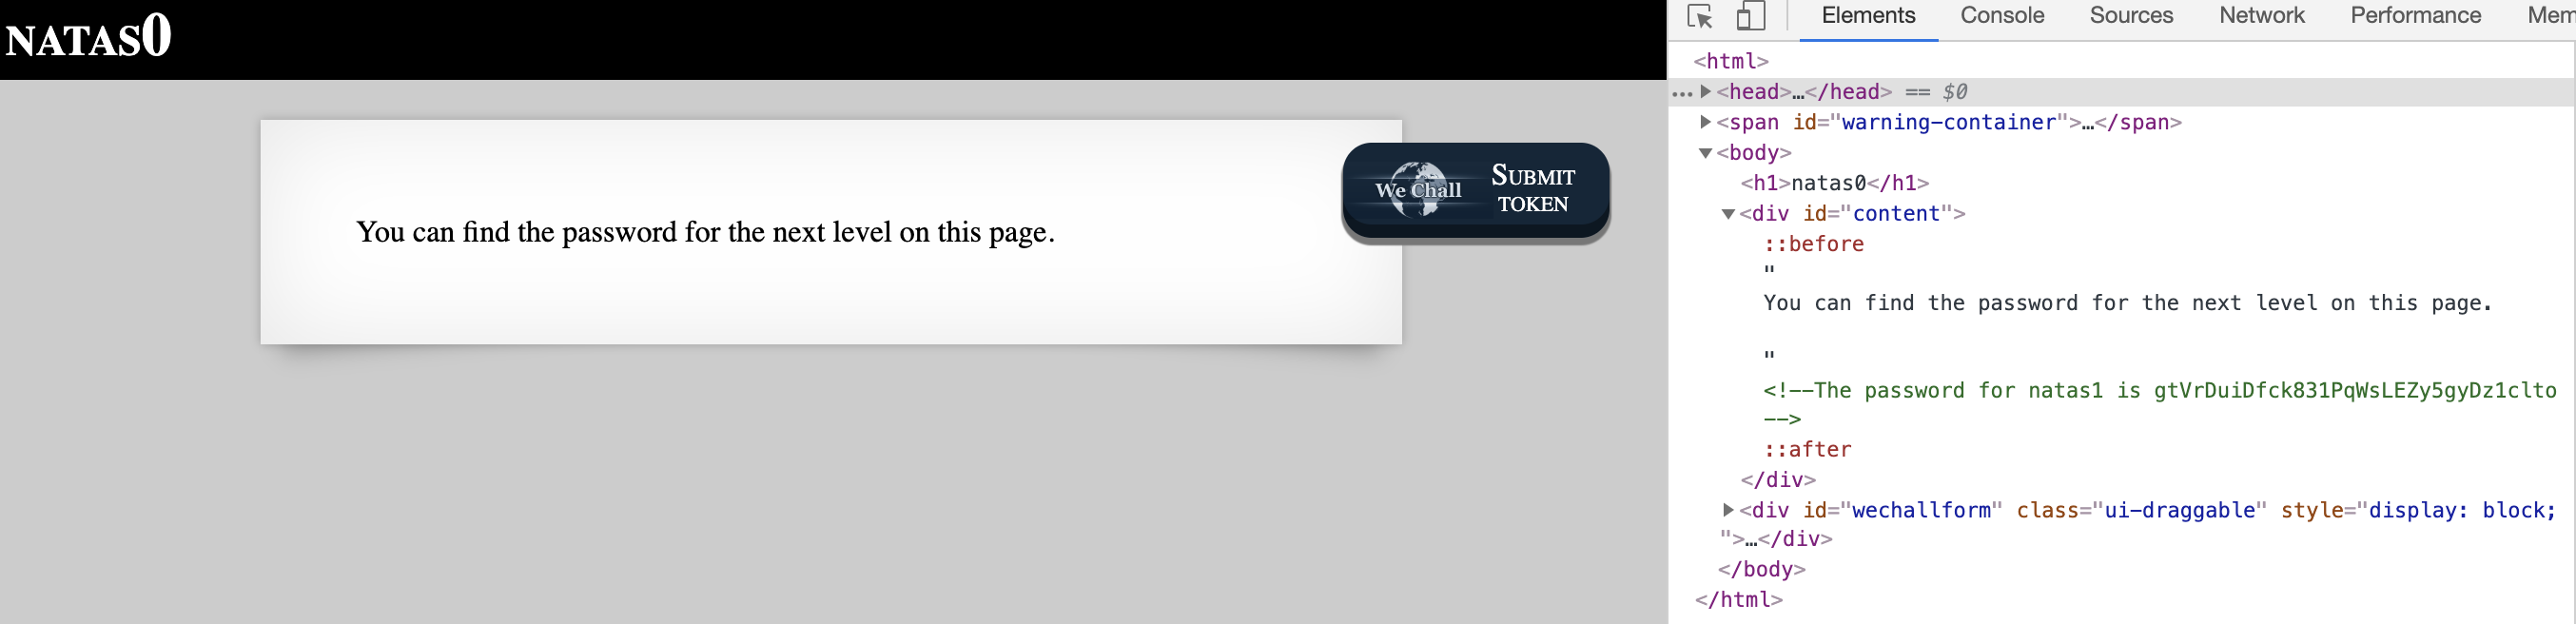 NATAS0
You can find the password for the next level on this page.
We Chall
SUBMIT
TOKEN
Elements Console Sources Network Performance Mem
<html>
… ▶<head>…</head> == $0
▶<span id="warning-container">…</span>
▼<body>
<h1>natas0</h1>
▼<div id="content">
::before
"
You can find the password for the next level on this page.
"
<!--The password for natas1 is gtVrDuiDfck831PqWsLEZy5gyDz1clto
-->
::after
</div>
▶<div id="wechallform" class="ui-draggable" style="display: block;
">…</div>
</body>
</html>